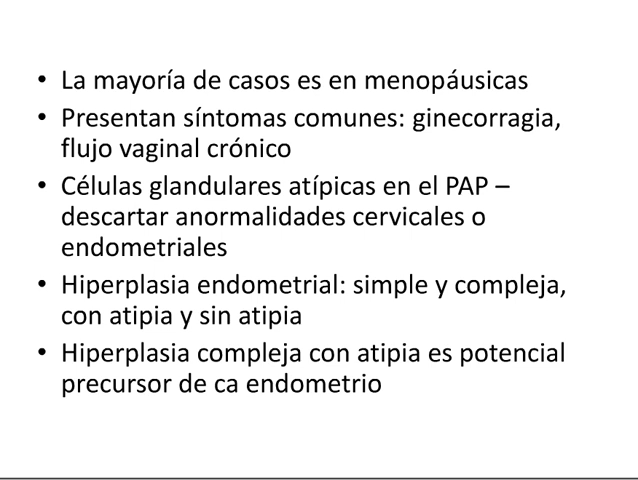 • La mayoría de casos es en menopáusicas
• Presentan síntomas comunes: ginecorragia,
flujo vaginal crónico
• Células glandulares atípicas en el PAP –
descartar anormalidades cervicales o
endometriales
• Hiperplasia endometrial: simple y compleja,
con atipia y sin atipia
• Hiperplasia compleja con atipia es potencial
precursor de ca endometrio